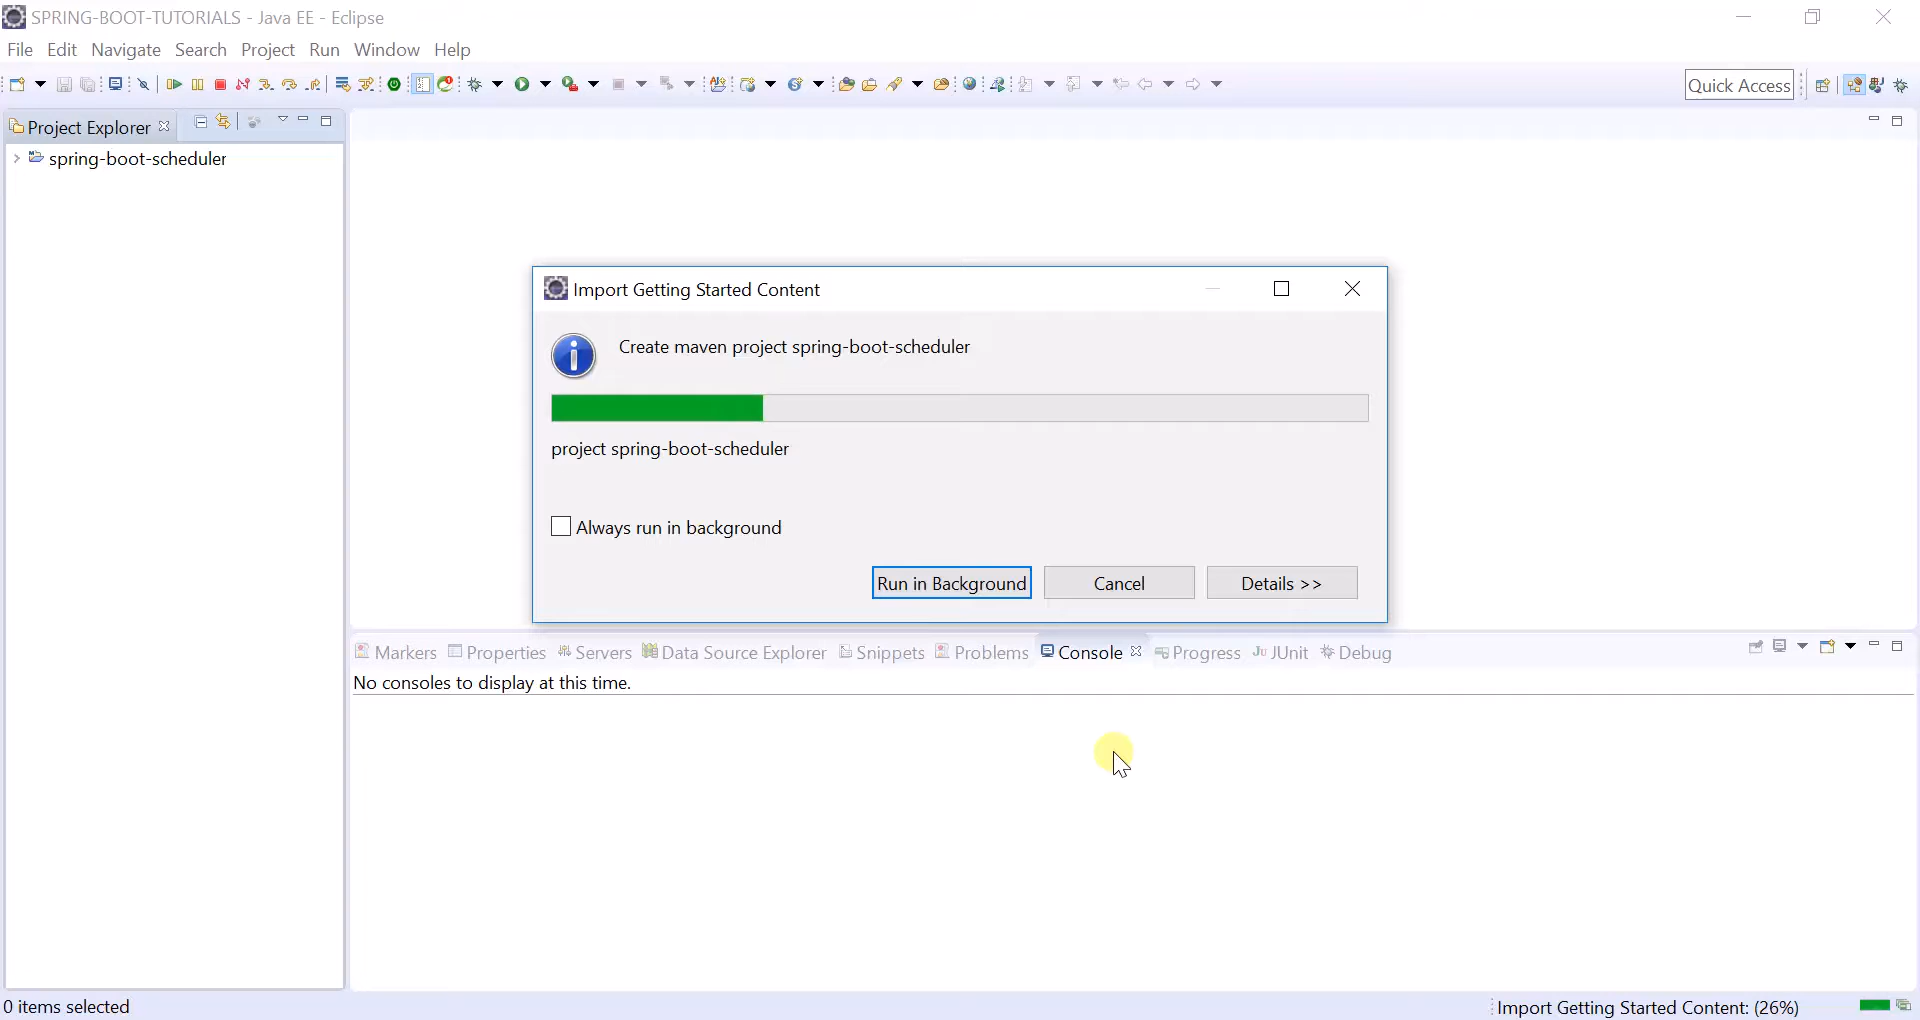 SPRING-BOOT-TUTORIALS - Java EE - Eclipse
File Edit Navigate Search Project Run Window Help
Quick Access
Project Explorer
spring-boot-scheduler
Import Getting Started Content
Create maven project spring-boot-scheduler
project spring-boot-scheduler
Always run in background
Run in Background Cancel Details >>
Markers Properties Servers Data Source Explorer Snippets Problems Console Progress JUnit Debug
No consoles to display at this time.
0 items selected
Import Getting Started Content: (26%)